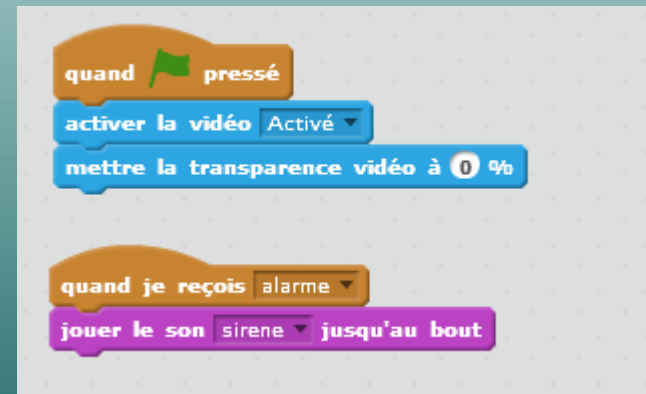 quand pressé
activer la vidéo Activé
mettre la transparence vidéo à 0 %
quand je reçois alarme
jouer le son sirene jusqu'au bout